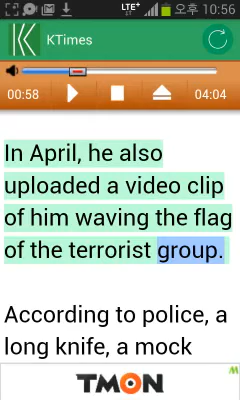 LTE 오후 10:56
KTimes
00:58 04:04
In April, he also
uploaded a video clip
of him waving the flag
of the terrorist group.
According to police, a
long knife, a mock
TMON